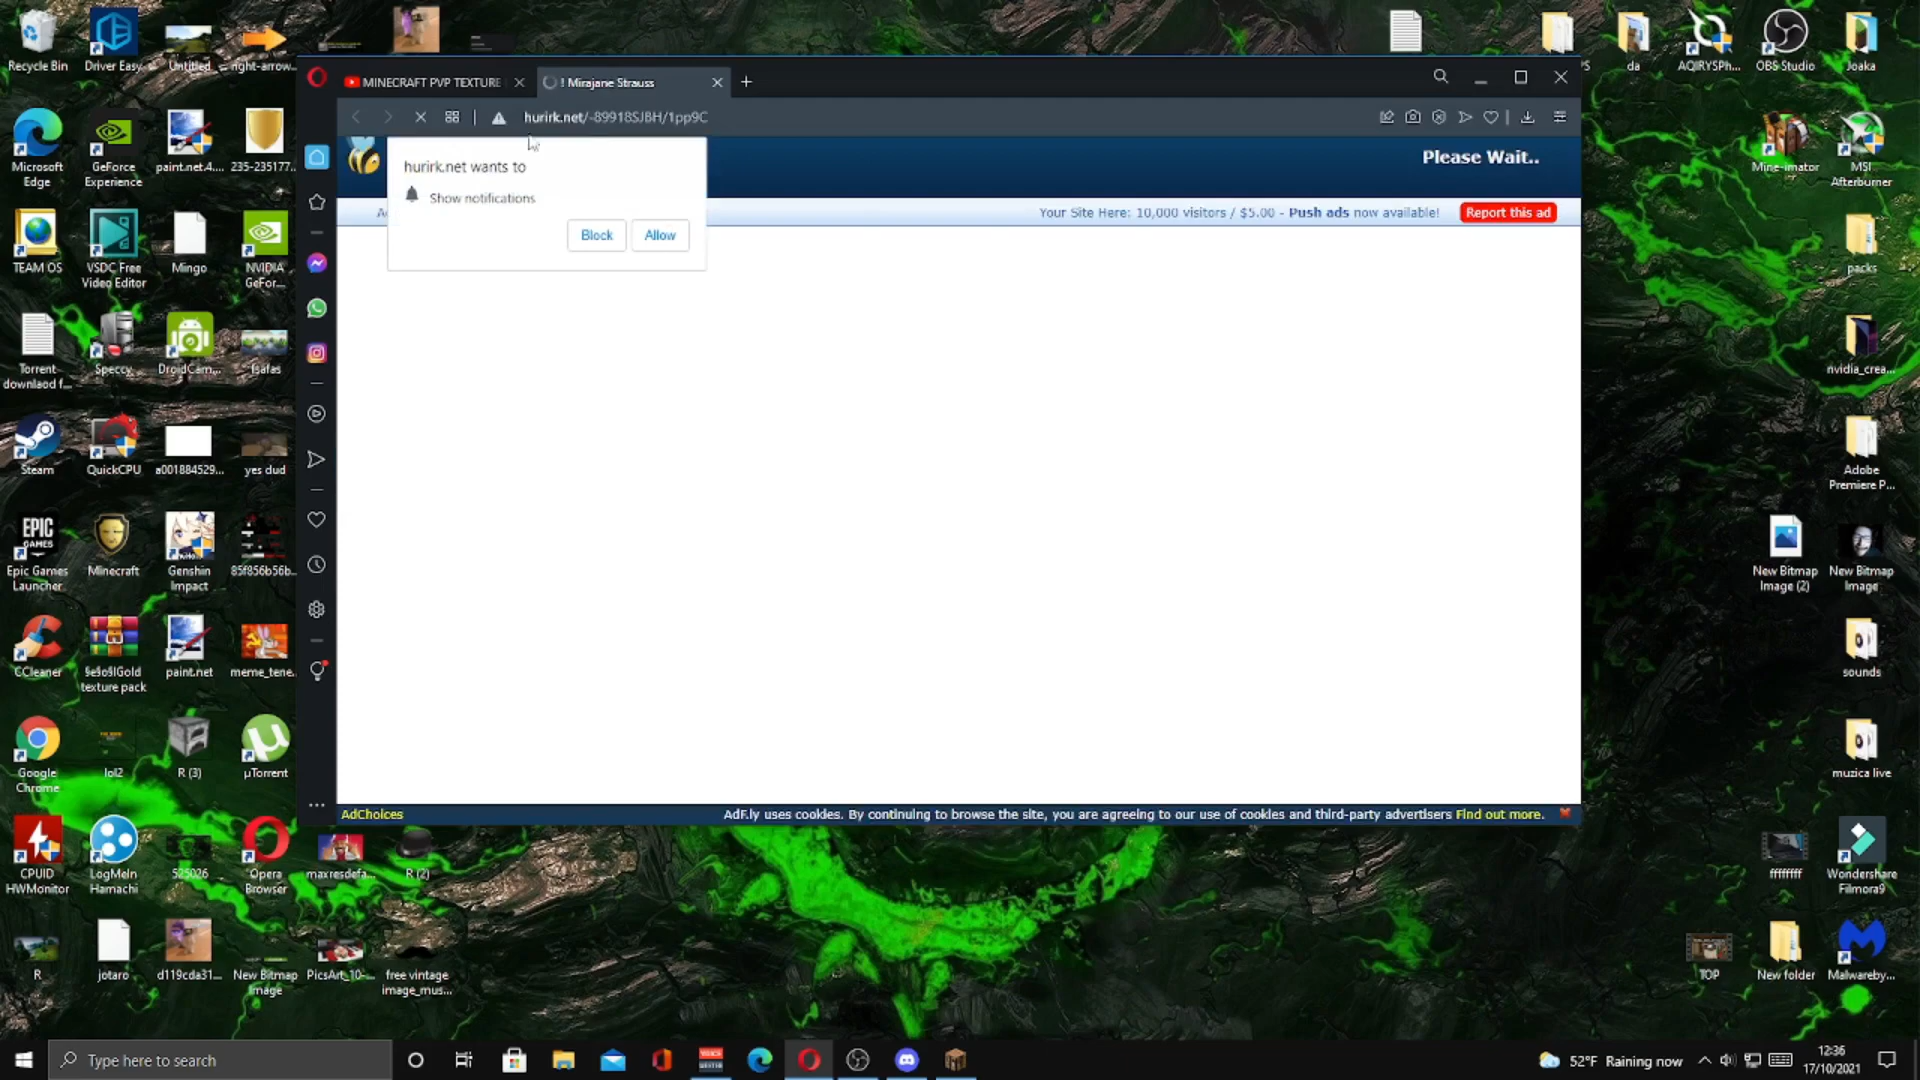 Recycle Bin
Driver Easy
Untitled
right-arrow...
da
AQIRYSPh...
OBS Studio
Joaka
MINECRAFT PVP TEXTURE
! Mirajane Strauss
hurirk.net/-89918SJBH/1pp9C
hurirk.net wants to
Show notifications
Block
Allow
Please Wait..
Your Site Here: 10,000 visitors / $5.00 - Push ads now available!
Report this ad
Microsoft Edge
GeForce Experience
paint.net.4....
235-235177...
Mine-imator
MSI Afterburner
TEAM OS
VSDC Free Video Editor
Mingo
NVIDIA GeFor...
packs
Torrent downlaod f...
Speccy
DroidCam...
fsafas
nvidia_crea...
Steam
QuickCPU
a001884529...
yes dud
Adobe Premiere P...
EPIC GAMES
Epic Games Launcher
Minecraft
Genshin Impact
85f856b56b...
New Bitmap Image (2)
New Bitmap Image
CCleaner
§e§o§lGold texture pack
paint.net
meme_tene...
sounds
Google Chrome
lol2
R (3)
µTorrent
muzica live
AdChoices
AdF.ly uses cookies. By continuing to browse the site, you are agreeing to our use of cookies and third-party advertisers Find out more.
CPUID HWMonitor
LogMeIn Hamachi
525026
Opera Browser
maxresdefa...
R (2)
ffffffff
Wondershare Filmora9
R
jotaro
d119cda31...
New Bitmap Image
PicsArt_10-...
free vintage image_mus...
TOP
New folder
Malwareby...
Type here to search
52°F Raining now
12:36
17/10/2021